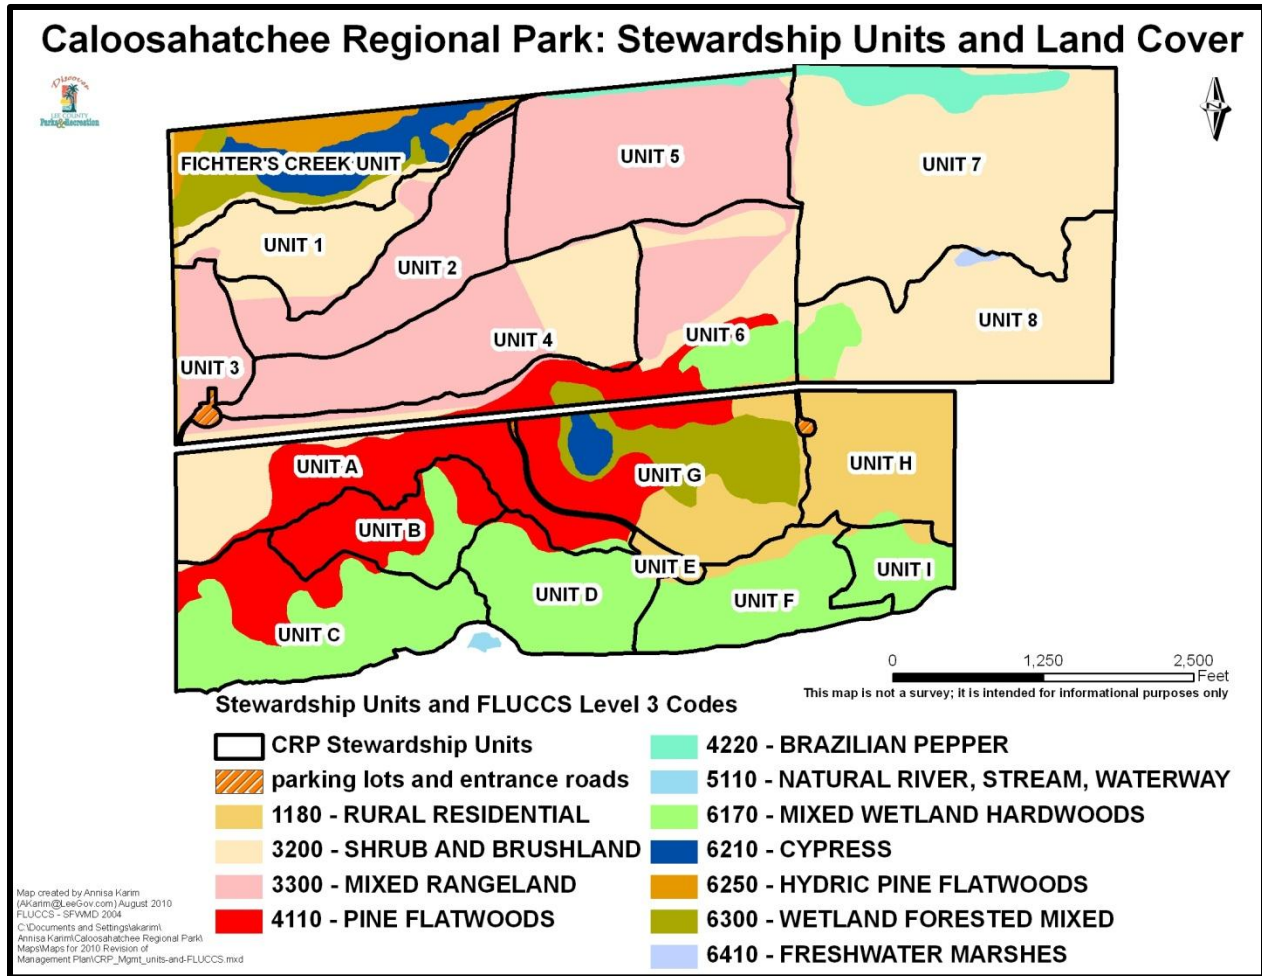 Caloosahatchee Regional Park: Stewardship Units and Land Cover
Discover
LEE COUNTY
Parks & Recreation
FICHTER'S CREEK UNIT
UNIT 5
UNIT 7
UNIT 1
UNIT 2
UNIT 8
UNIT 6
UNIT 4
UNIT 3
UNIT A
UNIT H
UNIT G
UNIT B
UNIT E
UNIT I
UNIT D
UNIT F
UNIT C
0 1,250 2,500
Feet
This map is not a survey; it is intended for informational purposes only
Stewardship Units and FLUCCS Level 3 Codes
CRP Stewardship Units
parking lots and entrance roads
1180 - RURAL RESIDENTIAL
3200 - SHRUB AND BRUSHLAND
3300 - MIXED RANGELAND
4110 - PINE FLATWOODS
4220 - BRAZILIAN PEPPER
5110 - NATURAL RIVER, STREAM, WATERWAY
6170 - MIXED WETLAND HARDWOODS
6210 - CYPRESS
6250 - HYDRIC PINE FLATWOODS
6300 - WETLAND FORESTED MIXED
6410 - FRESHWATER MARSHES
Map created by Annisa Karim
(AKarim@LeeGov.com) August 2010
FLUCCS - SFWMD 2004
C:\Documents and Settings\akarim\
Annisa Karim\Caloosahatchee Regional Park\
Maps\Maps for 2010 Revision of
Management Plan\CRP_Mgmt_units-and-FLUCCS.mxd